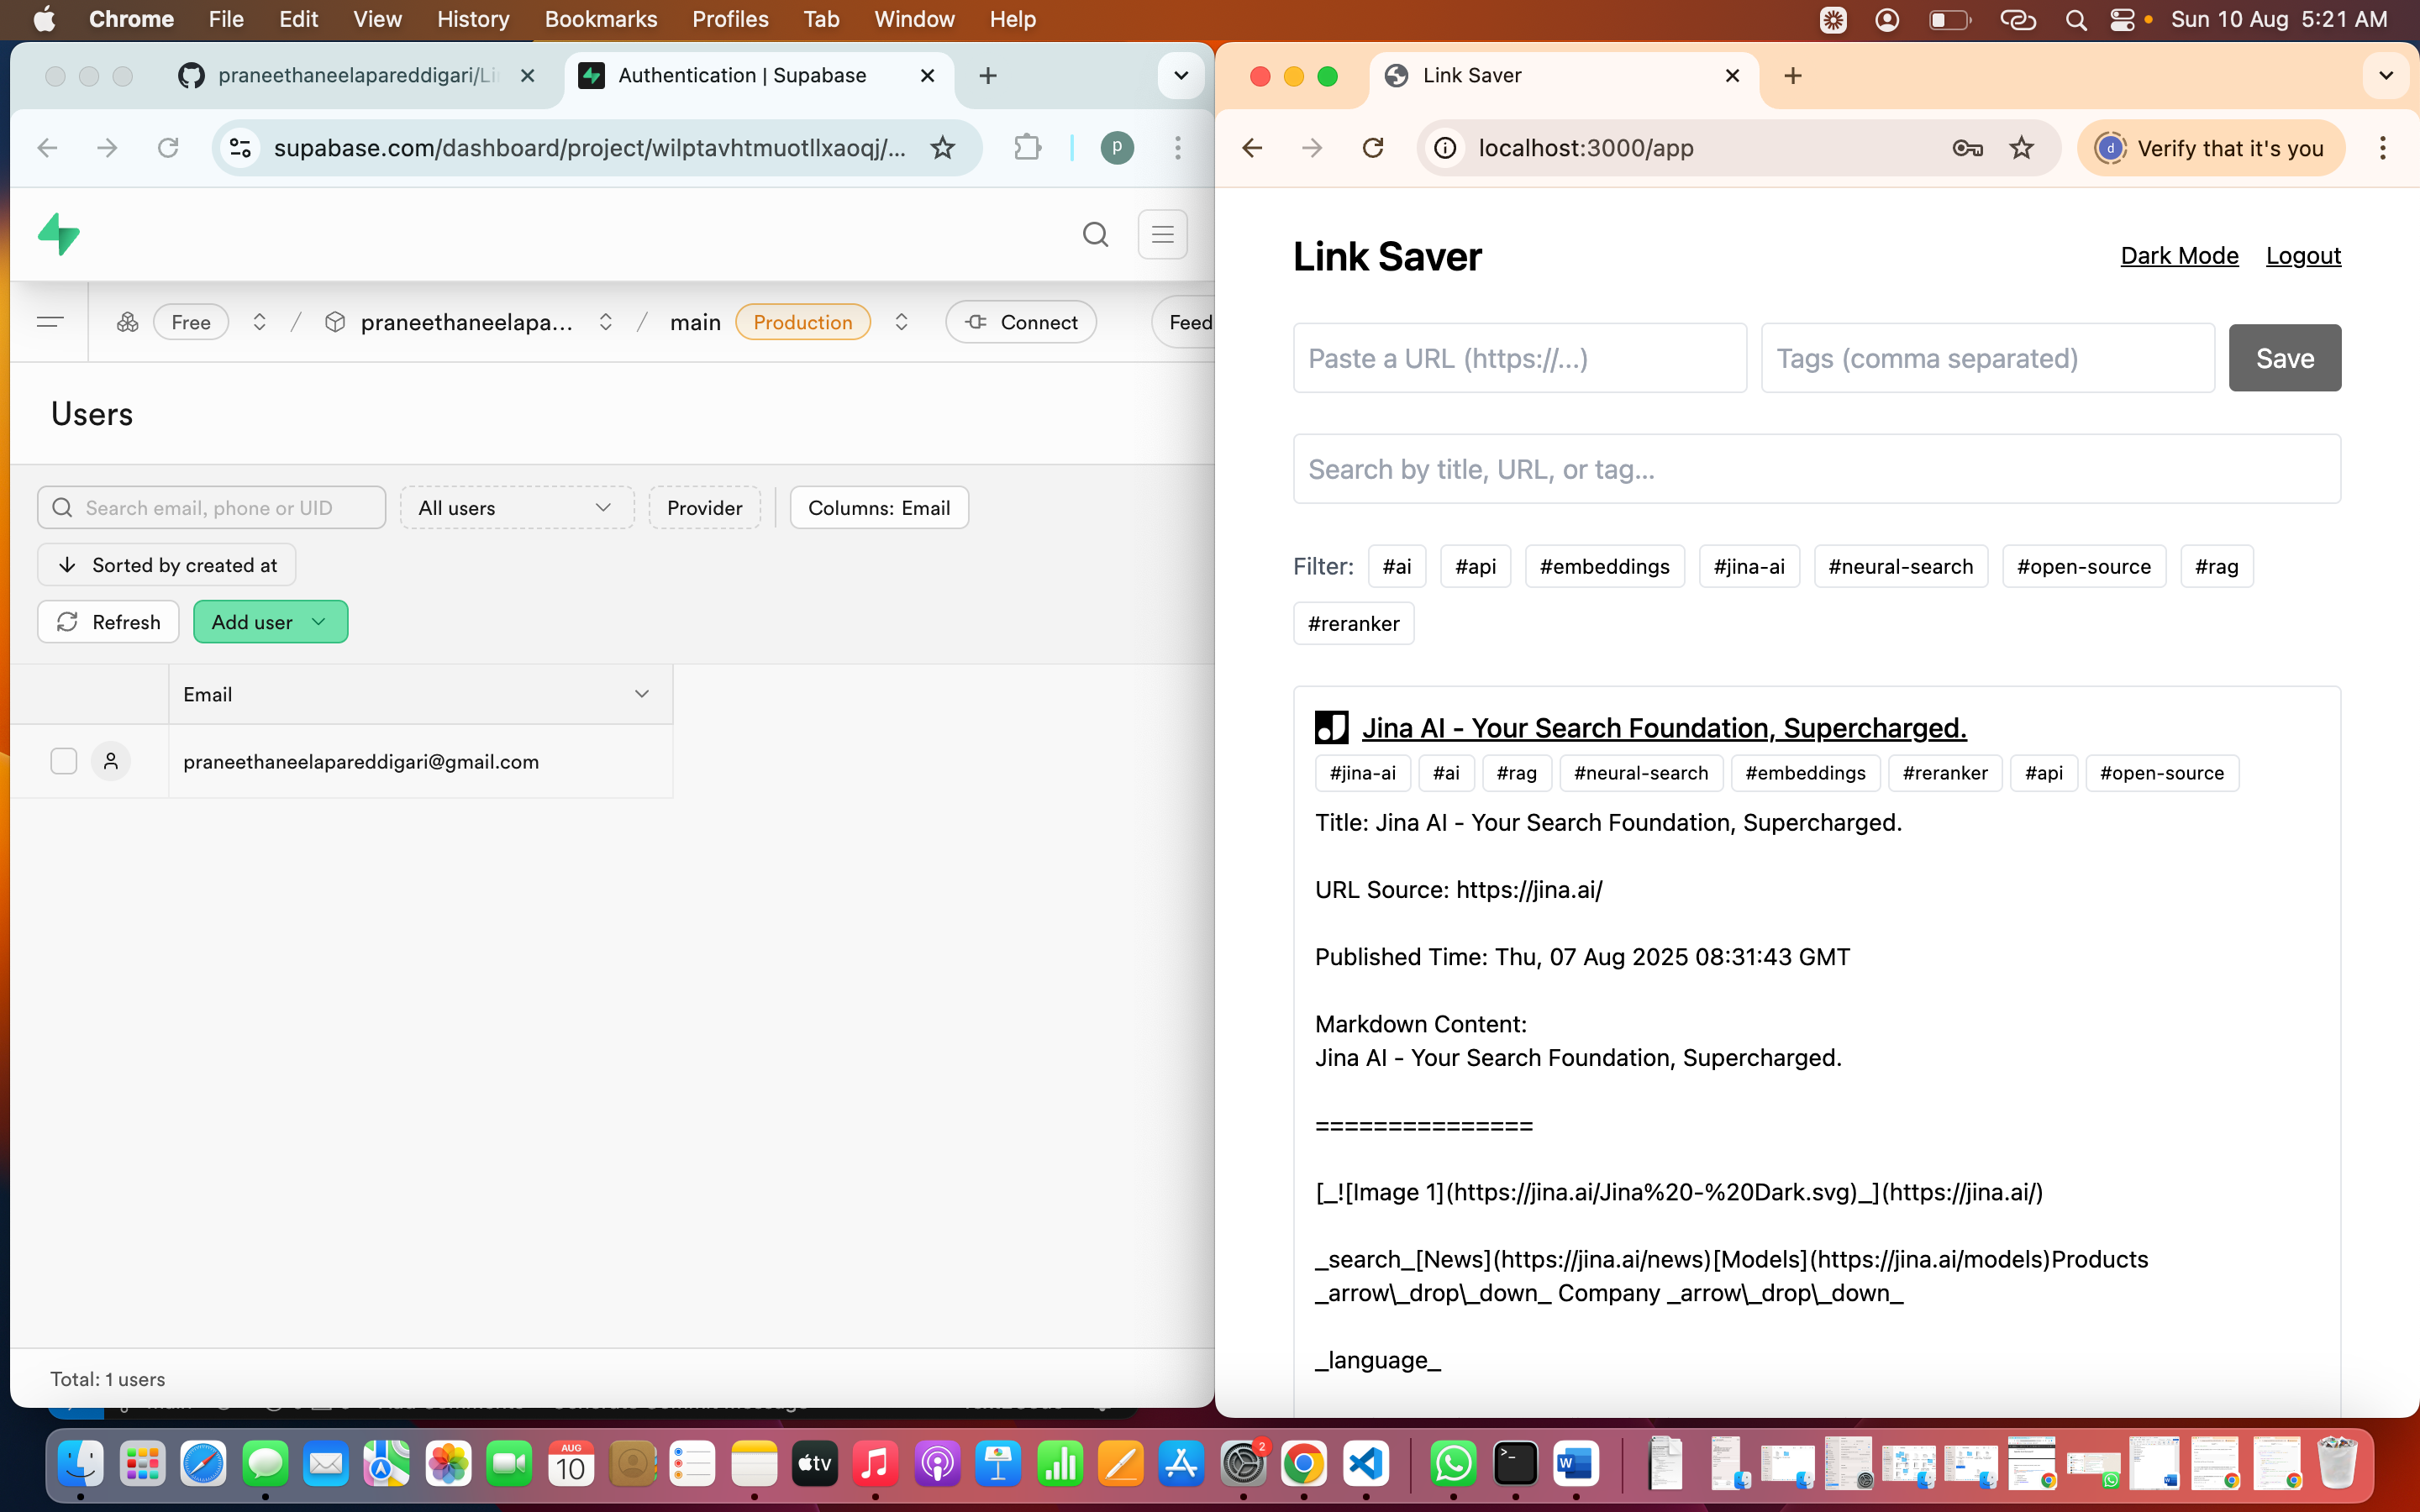 Chrome File Edit View History Bookmarks Profiles Tab Window Help
Sun 10 Aug 5:21 AM
praneethaneelapareddigari/Li
Authentication | Supabase
supabase.com/dashboard/project/wilptavhtmuotllxaoqj/...
p
Free / praneethaneelapa... / main Production Connect Feed
Users
Search email, phone or UID
All users
Provider
Columns: Email
Sorted by created at
Refresh
Add user
Email
praneethaneelapareddigari@gmail.com
Total: 1 users
Link Saver
localhost:3000/app
d
Verify that it's you
Link Saver
Dark Mode Logout
Paste a URL (https://...)
Tags (comma separated)
Save
Search by title, URL, or tag...
Filter: #ai #api #embeddings #jina-ai #neural-search #open-source #rag
#reranker
Jina AI - Your Search Foundation, Supercharged.
#jina-ai #ai #rag #neural-search #embeddings #reranker #api #open-source
Title: Jina AI - Your Search Foundation, Supercharged.
URL Source: https://jina.ai/
Published Time: Thu, 07 Aug 2025 08:31:43 GMT
Markdown Content:
Jina AI - Your Search Foundation, Supercharged.
===============
[_![Image 1](https://jina.ai/Jina%20-%20Dark.svg)_](https://jina.ai/)
_search_[News](https://jina.ai/news)[Models](https://jina.ai/models)Products
_arrow\_drop\_down_ Company _arrow\_drop\_down_
_language_
AUG
10
tv
2
W